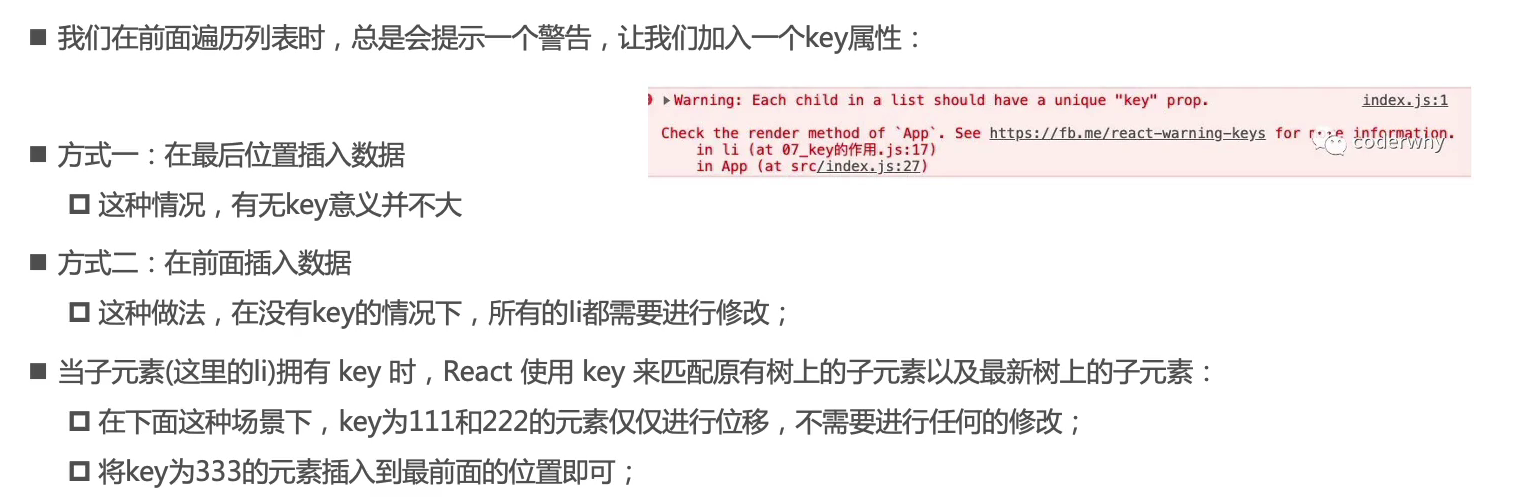 ■ 我们在前面遍历列表时，总是会提示一个警告，让我们加入一个key属性：
Warning: Each child in a list should have a unique "key" prop. index.js:1
Check the render method of `App`. See https://fb.me/react-warning-keys for more information.
in li (at 07_key的作用.js:17)
in App (at src/index.js:27)
coderwhy
■ 方式一：在最后位置插入数据
这种情况，有无key意义并不大
■ 方式二：在前面插入数据
这种做法，在没有key的情况下，所有的li都需要进行修改；
■ 当子元素(这里的li)拥有 key 时，React 使用 key 来匹配原有树上的子元素以及最新树上的子元素：
在下面这种场景下，key为111和222的元素仅仅进行位移，不需要进行任何的修改；
将key为333的元素插入到最前面的位置即可；